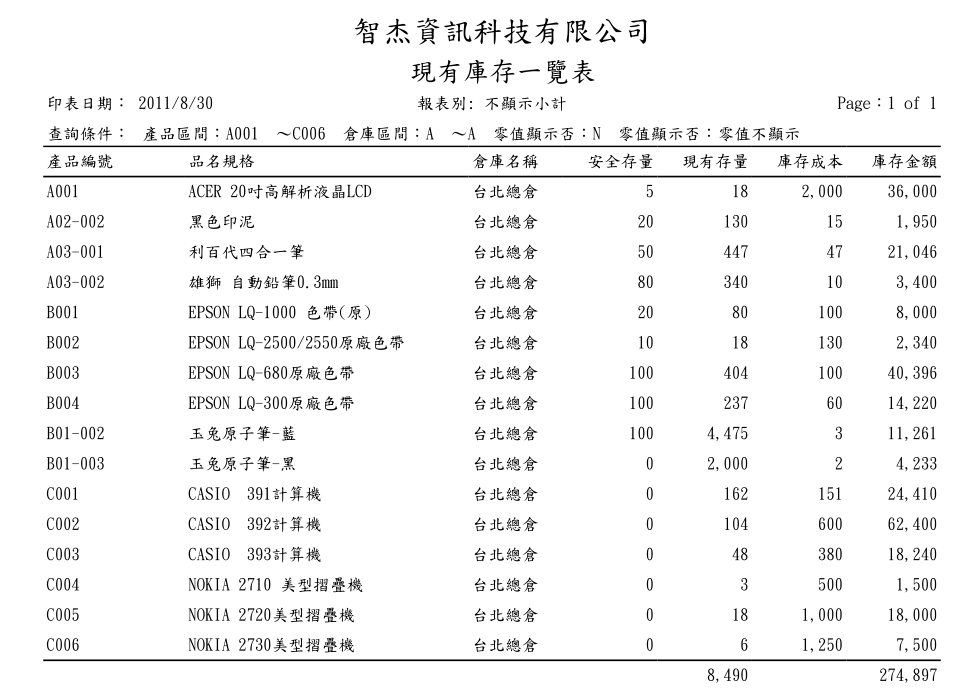 智杰資訊科技有限公司
現有庫存一覽表
印表日期： 2011/8/30 報表別: 不顯示小計 Page：1 of 1
查詢條件： 產品區間：A001 ～C006 倉庫區間：A ～A 零值顯示否：N 零值顯示否：零值不顯示
產品編號 品名規格 倉庫名稱 安全存量 現有存量 庫存成本 庫存金額
A001 ACER 20吋高解析液晶LCD 台北總倉 5 18 2,000 36,000
A02-002 黑色印泥 台北總倉 20 130 15 1,950
A03-001 利百代四合一筆 台北總倉 50 447 47 21,046
A03-002 雄獅 自動鉛筆0.3mm 台北總倉 80 340 10 3,400
B001 EPSON LQ-1000 色帶(原) 台北總倉 20 80 100 8,000
B002 EPSON LQ-2500/2550原廠色帶 台北總倉 10 18 130 2,340
B003 EPSON LQ-680原廠色帶 台北總倉 100 404 100 40,396
B004 EPSON LQ-300原廠色帶 台北總倉 100 237 60 14,220
B01-002 玉兔原子筆-藍 台北總倉 100 4,475 3 11,261
B01-003 玉兔原子筆-黑 台北總倉 0 2,000 2 4,233
C001 CASIO 391計算機 台北總倉 0 162 151 24,410
C002 CASIO 392計算機 台北總倉 0 104 600 62,400
C003 CASIO 393計算機 台北總倉 0 48 380 18,240
C004 NOKIA 2710 美型摺疊機 台北總倉 0 3 500 1,500
C005 NOKIA 2720美型摺疊機 台北總倉 0 18 1,000 18,000
C006 NOKIA 2730美型摺疊機 台北總倉 0 6 1,250 7,500
8,490 274,897